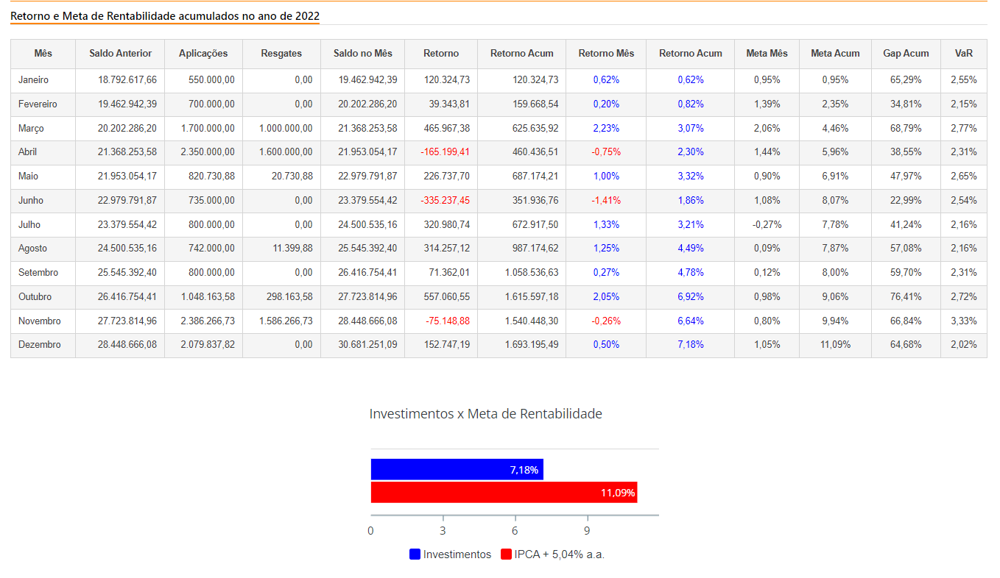 Retorno e Meta de Rentabilidade acumulados no ano de 2022
Mês Saldo Anterior Aplicações Resgates Saldo no Mês Retorno Retorno Acum Retorno Mês Retorno Acum Meta Mês Meta Acum Gap Acum VaR
Janeiro 18.792.617,66 550.000,00 0,00 19.462.942,39 120.324,73 120.324,73 0,62% 0,62% 0,95% 0,95% 65,29% 2,55%
Fevereiro 19.462.942,39 700.000,00 0,00 20.202.286,20 39.343,81 159.668,54 0,20% 0,82% 1,39% 2,35% 34,81% 2,15%
Março 20.202.286,20 1.700.000,00 1.000.000,00 21.368.253,58 465.967,38 625.635,92 2,23% 3,07% 2,06% 4,46% 68,79% 2,77%
Abril 21.368.253,58 2.350.000,00 1.600.000,00 21.953.054,17 -165.199,41 460.436,51 -0,75% 2,30% 1,44% 5,96% 38,55% 2,31%
Maio 21.953.054,17 820.730,88 20.730,88 22.979.791,87 226.737,70 687.174,21 1,00% 3,32% 0,90% 6,91% 47,97% 2,65%
Junho 22.979.791,87 735.000,00 0,00 23.379.554,42 -335.237,45 351.936,76 -1,41% 1,86% 1,08% 8,07% 22,99% 2,54%
Julho 23.379.554,42 800.000,00 0,00 24.500.535,16 320.980,74 672.917,50 1,33% 3,21% -0,27% 7,78% 41,24% 2,16%
Agosto 24.500.535,16 742.000,00 11.399,88 25.545.392,40 314.257,12 987.174,62 1,25% 4,49% 0,09% 7,87% 57,08% 2,16%
Setembro 25.545.392,40 800.000,00 0,00 26.416.754,41 71.362,01 1.058.536,63 0,27% 4,78% 0,12% 8,00% 59,70% 2,31%
Outubro 26.416.754,41 1.048.163,58 298.163,58 27.723.814,96 557.060,55 1.615.597,18 2,05% 6,92% 0,98% 9,06% 76,41% 2,72%
Novembro 27.723.814,96 2.386.266,73 1.586.266,73 28.448.666,08 -75.148,88 1.540.448,30 -0,26% 6,64% 0,80% 9,94% 66,84% 3,33%
Dezembro 28.448.666,08 2.079.837,82 0,00 30.681.251,09 152.747,19 1.693.195,49 0,50% 7,18% 1,05% 11,09% 64,68% 2,02%
Investimentos x Meta de Rentabilidade
7,18%
11,09%
0 3 6 9
Investimentos IPCA + 5,04% a.a.